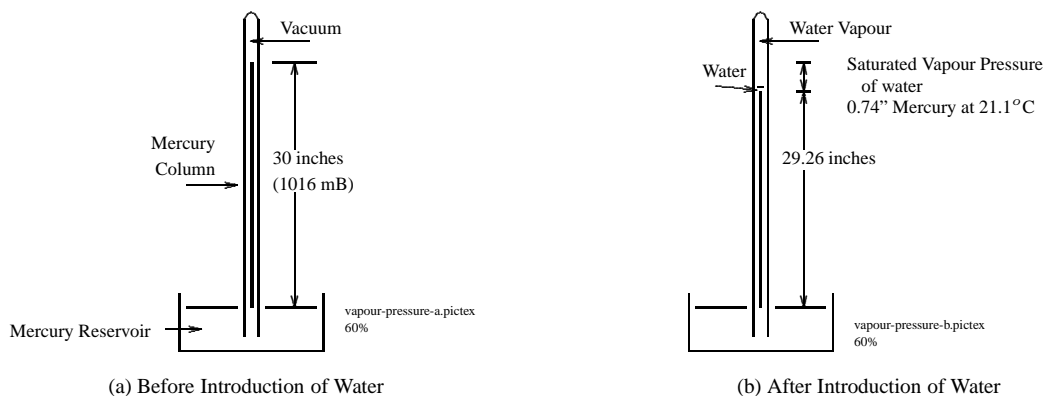 Vacuum
Mercury
Column
30 inches
(1016 mB)
Mercury Reservoir
vapour-pressure-a.pictex
60%
(a) Before Introduction of Water
Water Vapour
Water
Saturated Vapour Pressure
of water
0.74” Mercury at 21.1°C
29.26 inches
vapour-pressure-b.pictex
60%
(b) After Introduction of Water